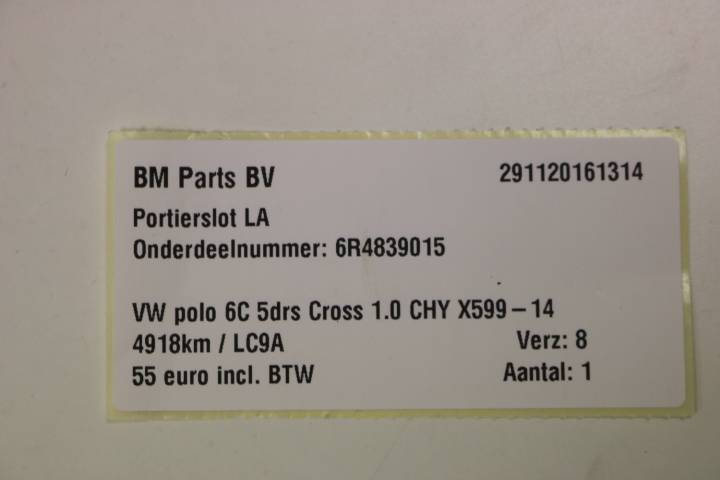 BM Parts BV 291120161314
Portierslot LA
Onderdeelnummer: 6R4839015
VW polo 6C 5drs Cross 1.0 CHY X599-14
4918km / LC9A Verz: 8
55 euro incl. BTW Aantal: 1